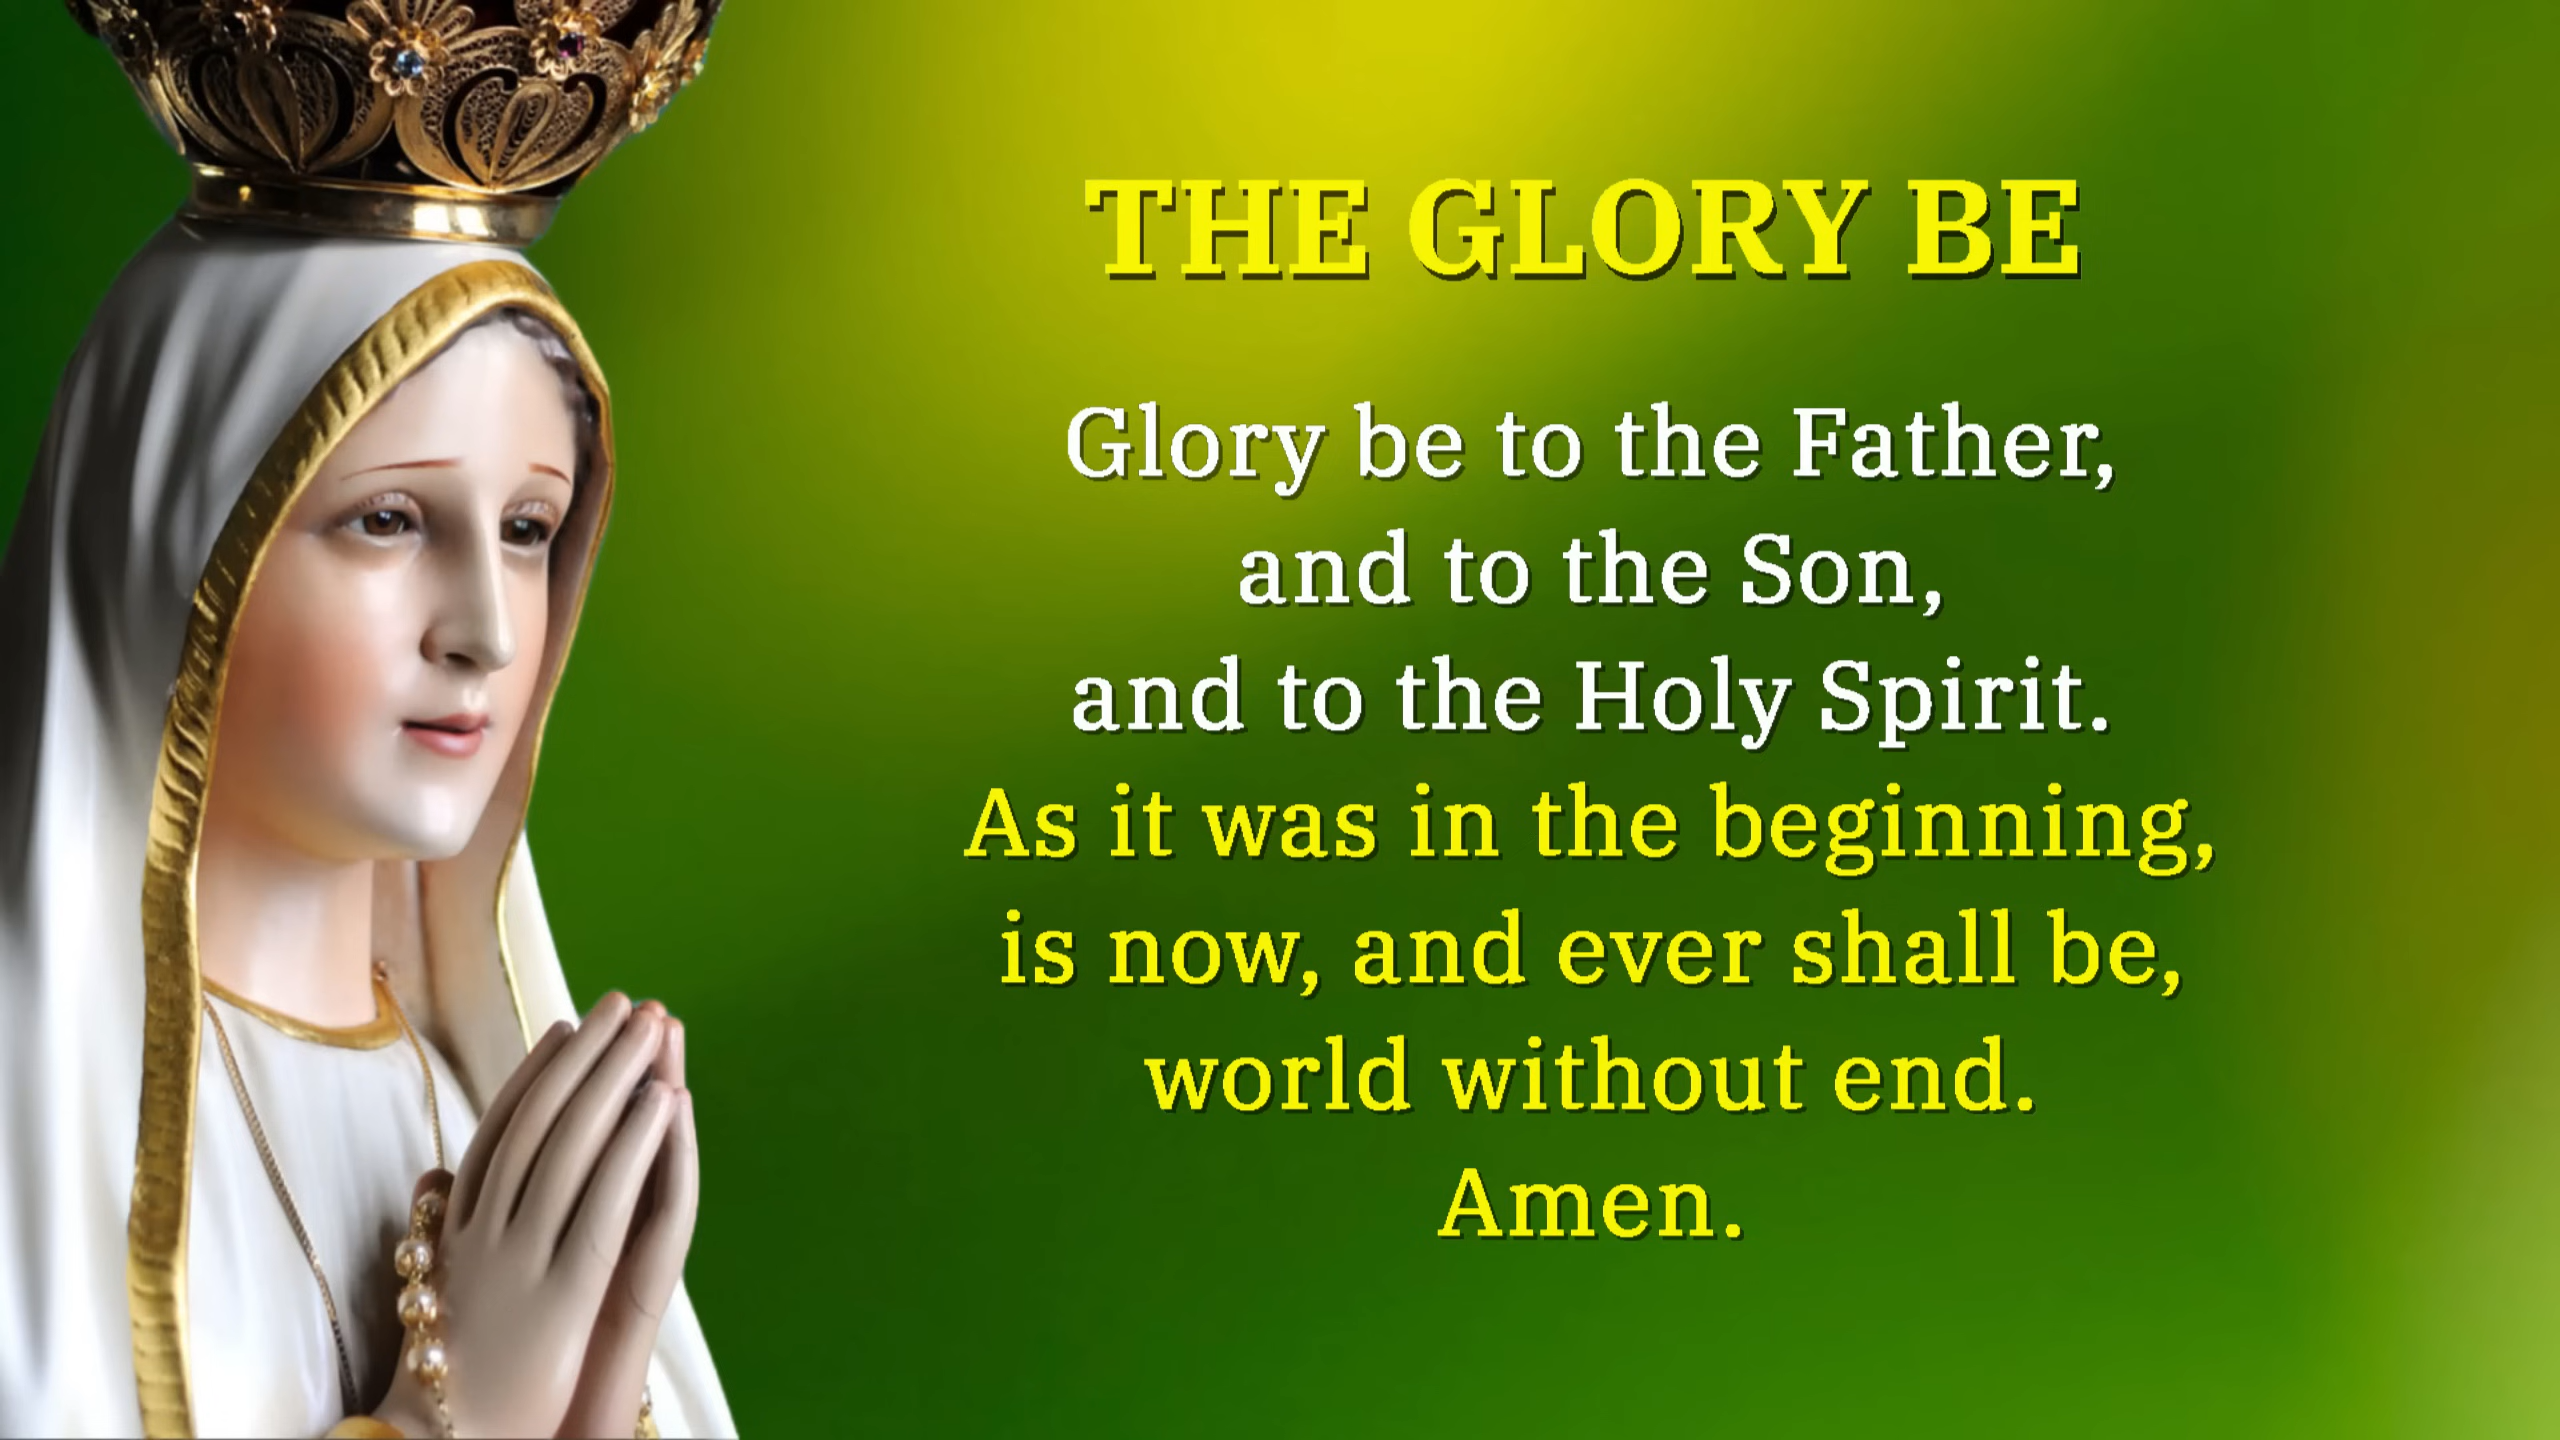 THE GLORY BE
Glory be to the Father,
and to the Son,
and to the Holy Spirit.
As it was in the beginning,
is now, and ever shall be,
world without end.
Amen.